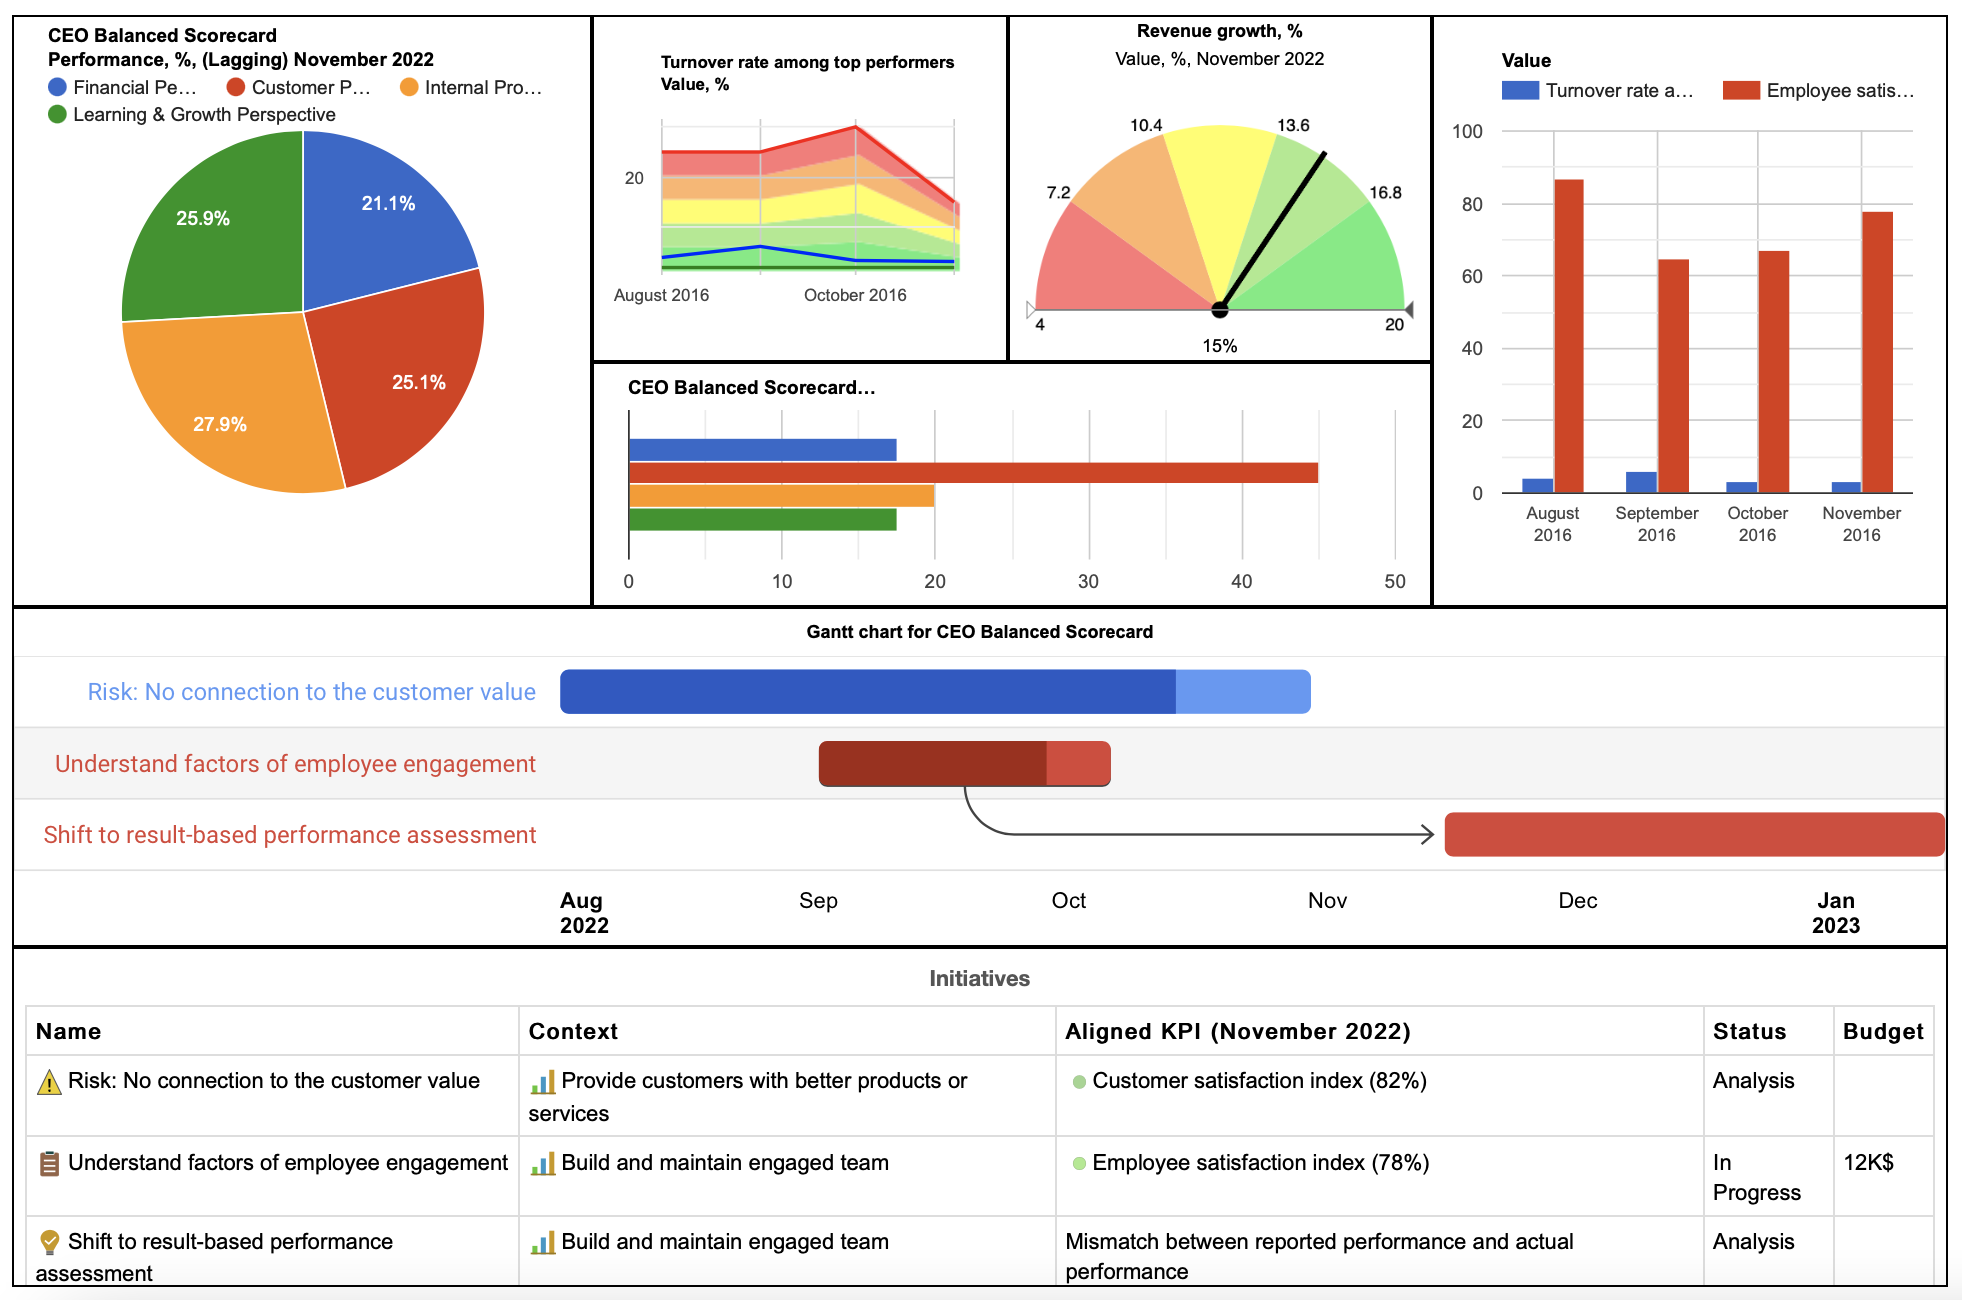 CEO Balanced Scorecard
Performance, %, (Lagging) November 2022
Financial Pe...
Customer P...
Internal Pro...
Learning & Growth Perspective
25.9%
21.1%
25.1%
27.9%
Turnover rate among top performers
Value, %
20
August 2016
October 2016
Revenue growth, %
Value, %, November 2022
10.4
13.6
7.2
16.8
4
20
15%
Value
Turnover rate a...
Employee satis...
100
80
60
40
20
0
August
2016
September
2016
October
2016
November
2016
CEO Balanced Scorecard...
0
10
20
30
40
50
Gantt chart for CEO Balanced Scorecard
Risk: No connection to the customer value
Understand factors of employee engagement
Shift to result-based performance assessment
Aug
2022
Sep
Oct
Nov
Dec
Jan
2023
Initiatives
Name
Context
Aligned KPI (November 2022)
Status
Budget
Risk: No connection to the customer value
Provide customers with better products or
services
Customer satisfaction index (82%)
Analysis
Understand factors of employee engagement
Build and maintain engaged team
Employee satisfaction index (78%)
In
Progress
12K$
Shift to result-based performance
assessment
Build and maintain engaged team
Mismatch between reported performance and actual
performance
Analysis